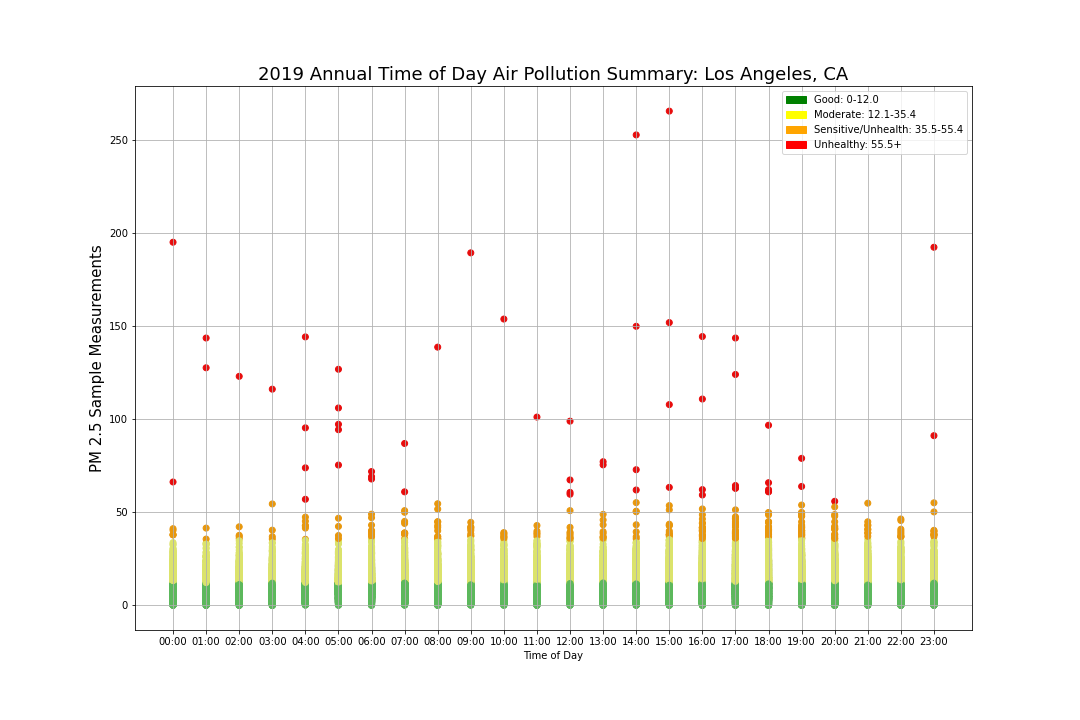 2019 Annual Time of Day Air Pollution Summary: Los Angeles, CA
Good: 0-12.0
Moderate: 12.1-35.4
Sensitive/Unhealth: 35.5-55.4
Unhealthy: 55.5+
PM 2.5 Sample Measurements
250
200
150
100
50
0
00:00 01:00 02:00 03:00 04:00 05:00 06:00 07:00 08:00 09:00 10:00 11:00 12:00 13:00 14:00 15:00 16:00 17:00 18:00 19:00 20:00 21:00 22:00 23:00
Time of Day